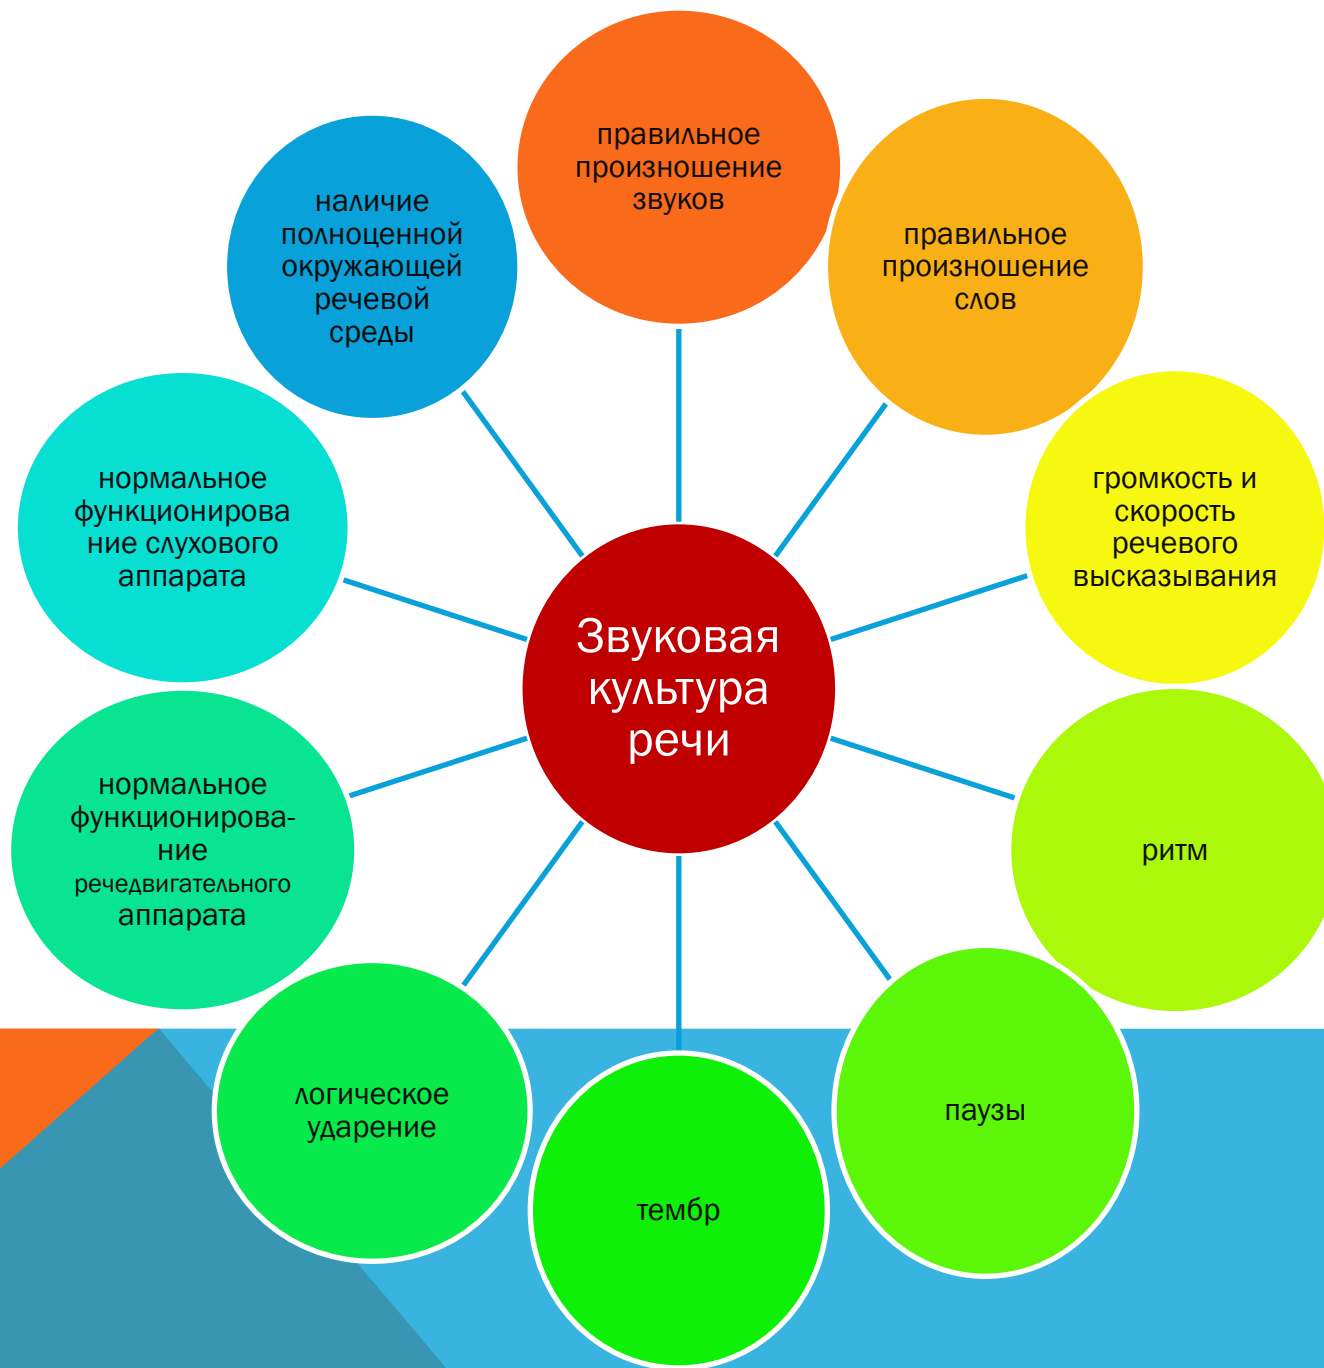 правильное
произношение
звуков
правильное
произношение
слов
громкость и
скорость
речевого
высказывания
ритм
паузы
тембр
логическое
ударение
нормальное
функционирова-
ние
речедвигательного
аппарата
нормальное
функционирова
ние слухового
аппарата
наличие
полноценной
окружающей
речевой
среды
Звуковая
культура
речи